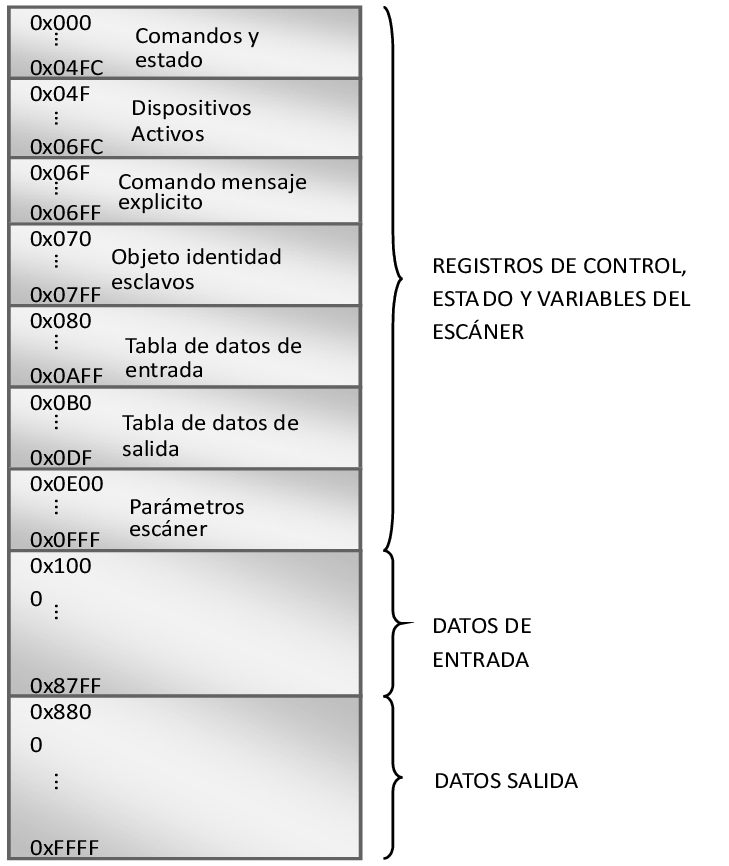 0x000
⋮
0x04FC
Comandos y
estado
0x04F
⋮
0x06FC
Dispositivos
Activos
0x06F
⋮
0x06FF
Comando mensaje
explicito
0x070
⋮
0x07FF
Objeto identidad
esclavos
0x080
⋮
0x0AFF
Tabla de datos de
entrada
0x0B0
⋮
0x0DF
Tabla de datos de
salida
0x0E00
⋮
0x0FFF
Parámetros
escáner
REGISTROS DE CONTROL,
ESTADO Y VARIABLES DEL
ESCÁNER
0x100
0
⋮
0x87FF
DATOS DE
ENTRADA
0x880
0
⋮
0xFFFF
DATOS SALIDA